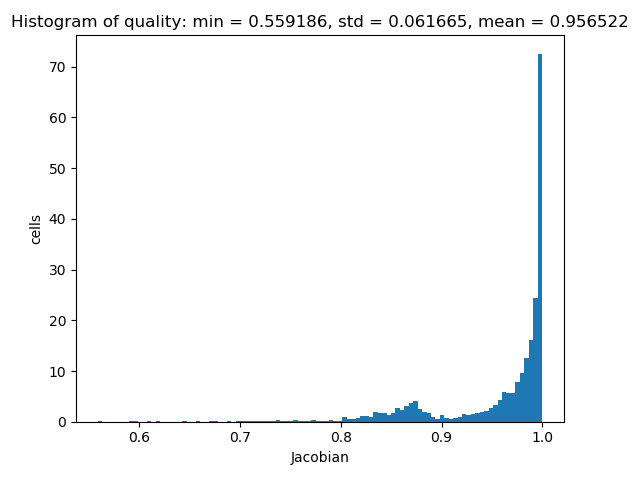 Histogram of quality: min = 0.559186, std = 0.061665, mean = 0.956522
70
60
50
40
30
20
10
0
cells
0.6 0.7 0.8 0.9 1.0
Jacobian